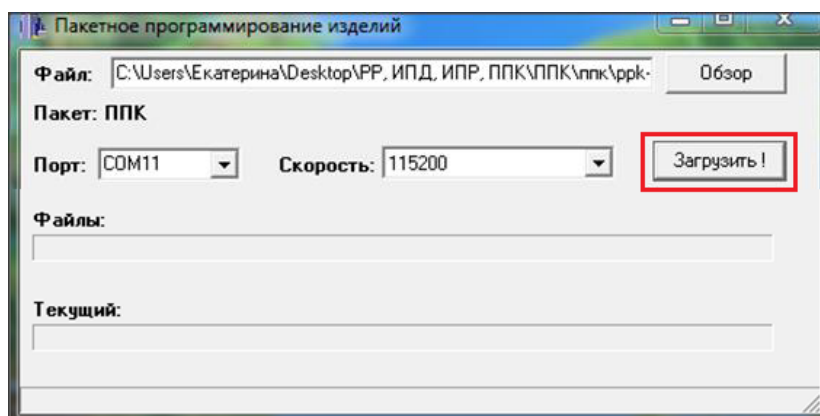 Пакетное программирование изделий
Файл: C:\Users\Екатерина\Desktop\PP, ИПД, ИПР, ППК\ППК\ппк\ppk- Обзор
Пакет: ППК
Порт: COM11 Скорость: 115200 Загрузить !
Файлы:
Текущий: